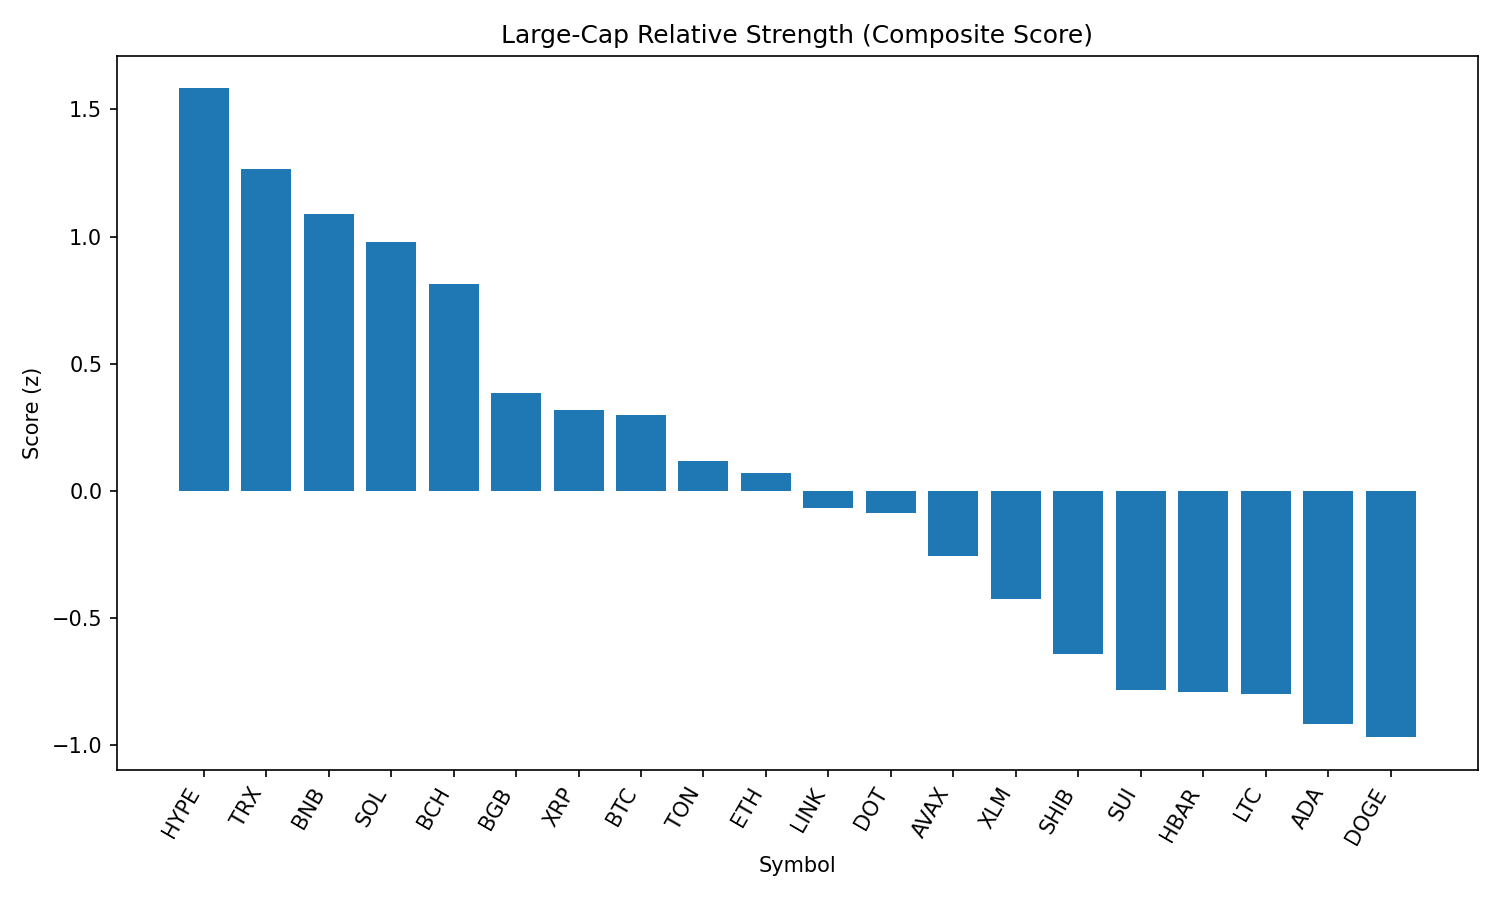 Large-Cap Relative Strength (Composite Score)
Score (z)
1.5
1.0
0.5
0.0
−0.5
−1.0
HYPE
TRX
BNB
SOL
BCH
BGB
XRP
BTC
TON
ETH
LINK
DOT
AVAX
XLM
SHIB
SUI
HBAR
LTC
ADA
DOGE
Symbol